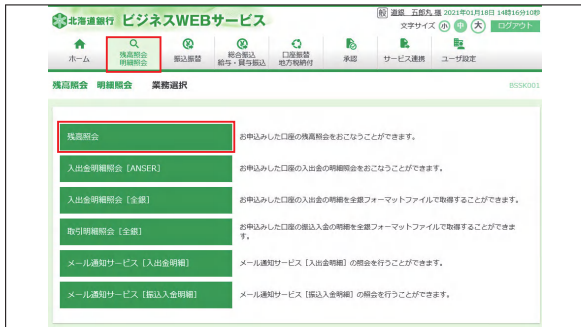 北海道銀行 ビジネスWEBサービス
般 道銀 五郎丸 様 2021年01月18日 14時16分10秒
文字サイズ 小 中 大 ログアウト
ホーム 残高照会 明細照会 振込振替 総合振込 給与・賞与振込 口座振替 地方税納付 承認 サービス連携 ユーザ設定
残高照会 明細照会 業務選択 BSSK001
残高照会 お申込みした口座の残高照会をおこなうことができます。
入出金明細照会［ANSER］ お申込みした口座の入出金の明細照会をおこなうことができます。
入出金明細照会［全銀］ お申込みした口座の入出金の明細を全銀フォーマットファイルで取得することができます。
取引明細照会［全銀］ お申込みした口座の振込入金の明細を全銀フォーマットファイルで取得することができま
す。
メール通知サービス［入出金明細］ メール通知サービス［入出金明細］の照会を行うことができます。
メール通知サービス［振込入金明細］ メール通知サービス［振込入金明細］の照会を行うことができます。